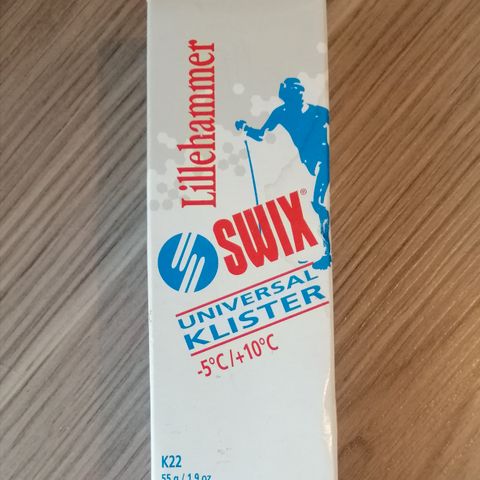 Lillehammer
SWIX®
UNIVERSAL
KLISTER
-5°C/+10°C
K22
55 g / 1.9 oz